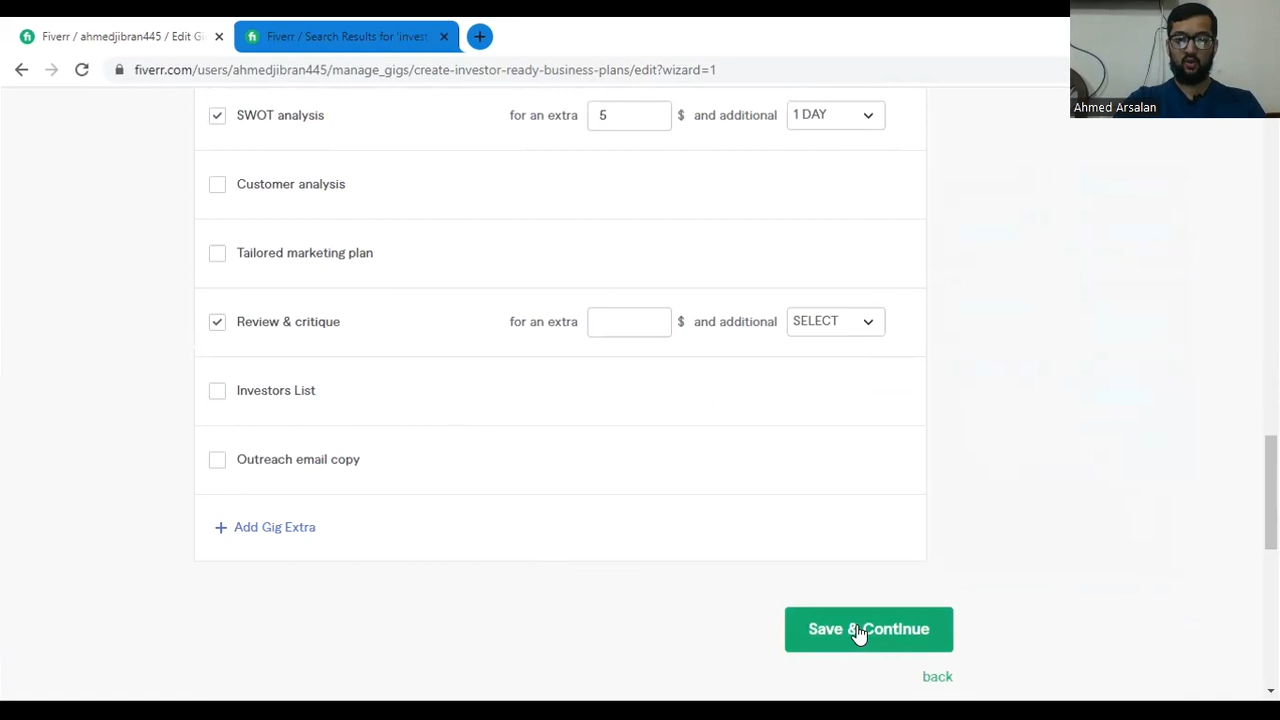 Fiverr / ahmedjibran445 / Edit G
Fiverr / Search Results for 'invest
fiverr.com/users/ahmedjibran445/manage_gigs/create-investor-ready-business-plans/edit?wizard=1
Ahmed Arsalan
SWOT analysis for an extra 5 $ and additional 1 DAY
Customer analysis
Tailored marketing plan
Review & critique for an extra $ and additional SELECT
Investors List
Outreach email copy
+ Add Gig Extra
Save & Continue
back